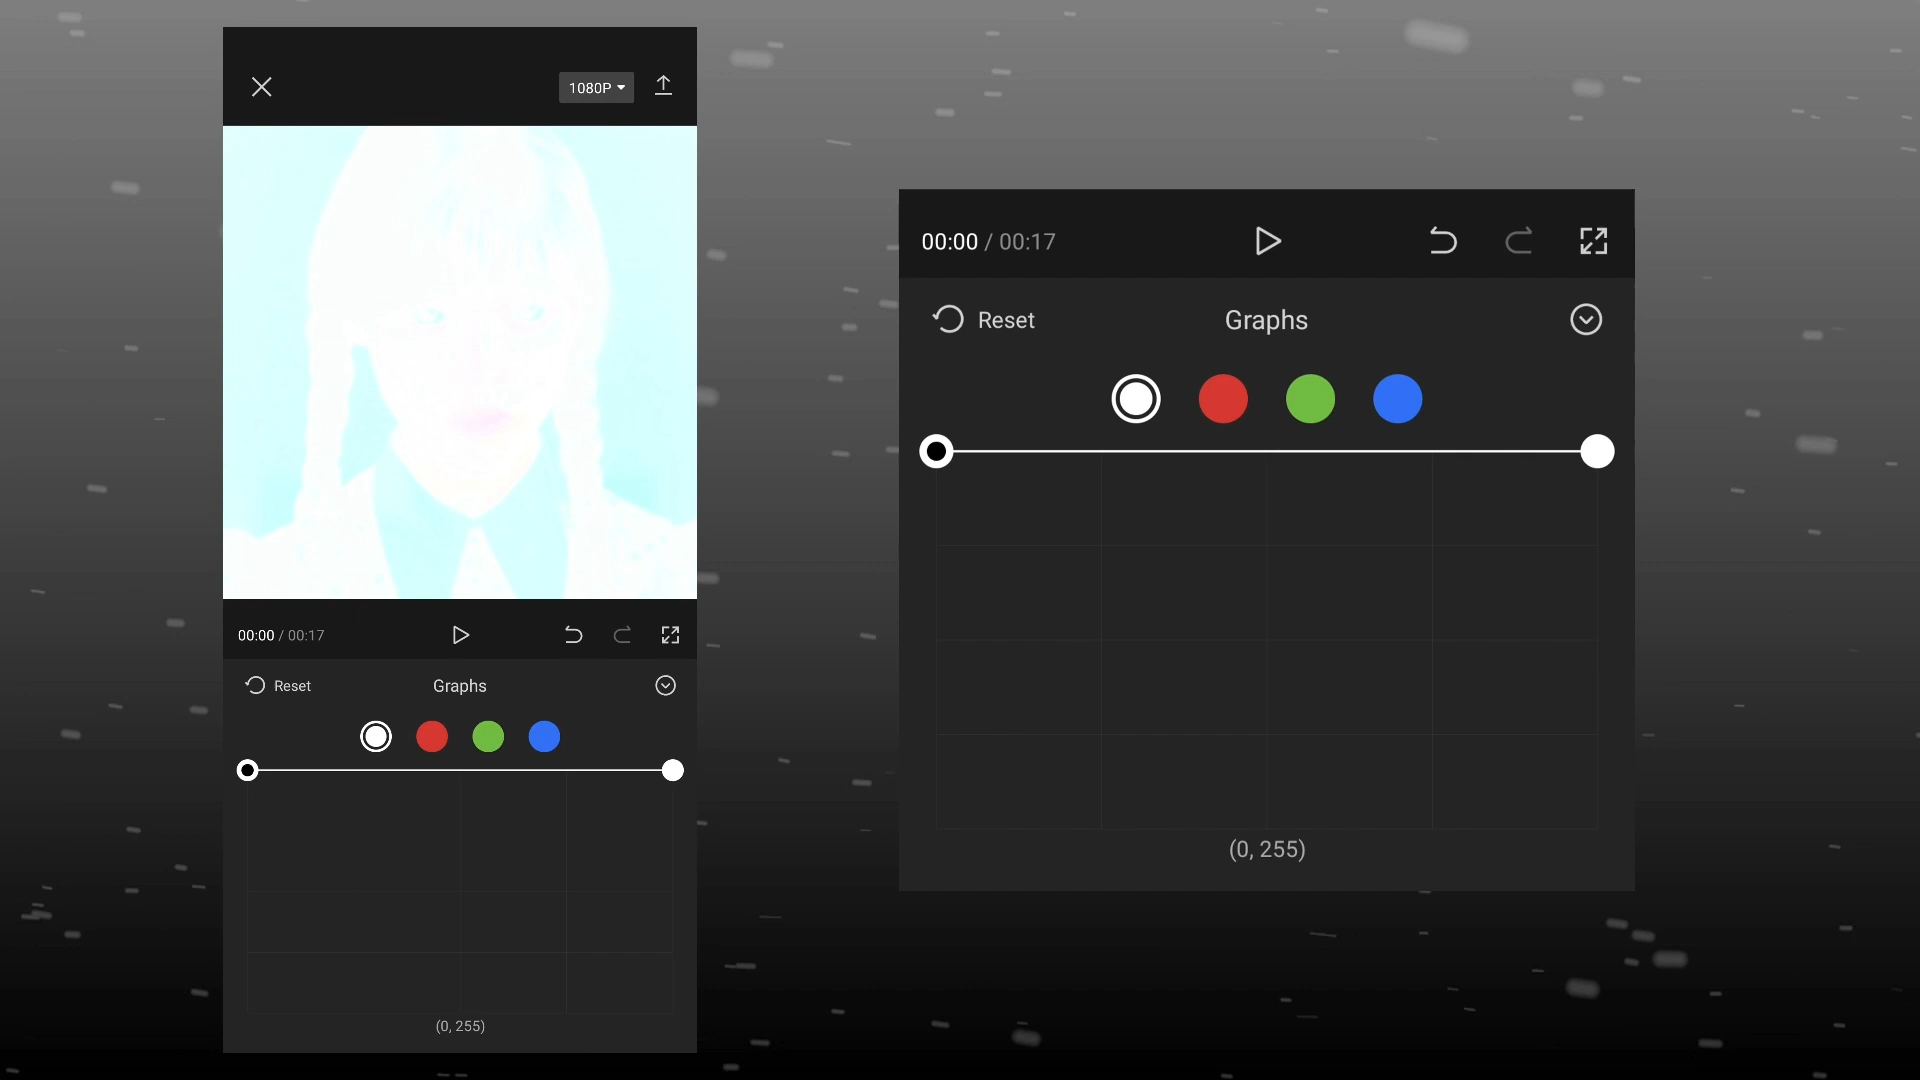 1080P
00:00 / 00:17
Reset
Graphs
(0, 255)
00:00 / 00:17
Reset
Graphs
(0, 255)